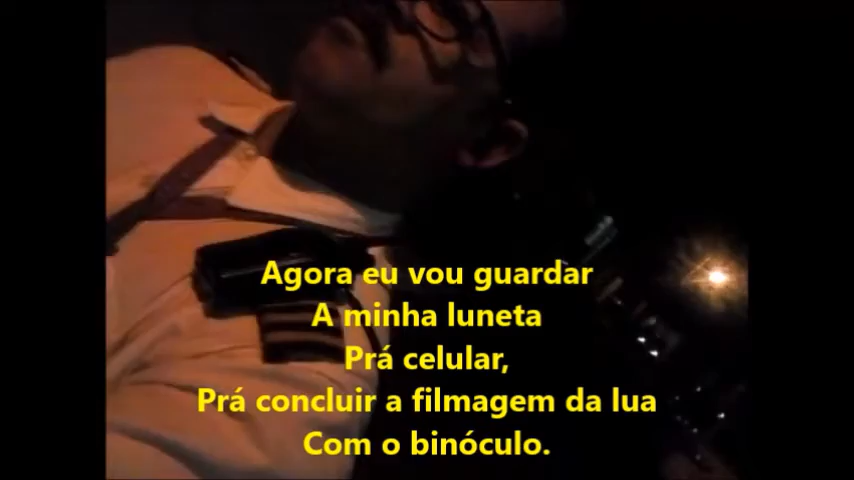 Agora eu vou guardar
A minha luneta
Prá celular,
Prá concluir a filmagem da lua
Com o binóculo.